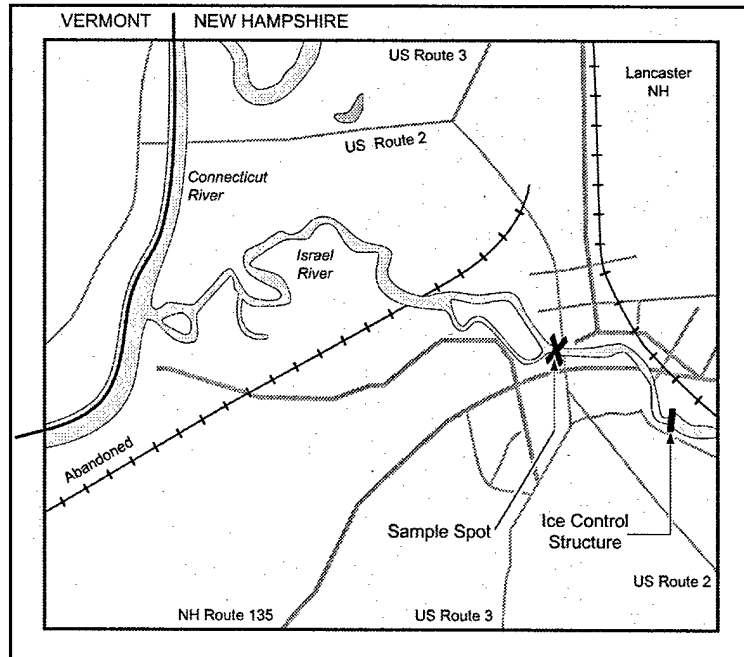 VERMONT
NEW HAMPSHIRE
US Route 3
Lancaster
NH
US Route 2
Connecticut
River
Israel
River
Abandoned
Sample Spot
Ice Control
Structure
US Route 2
NH Route 135
US Route 3